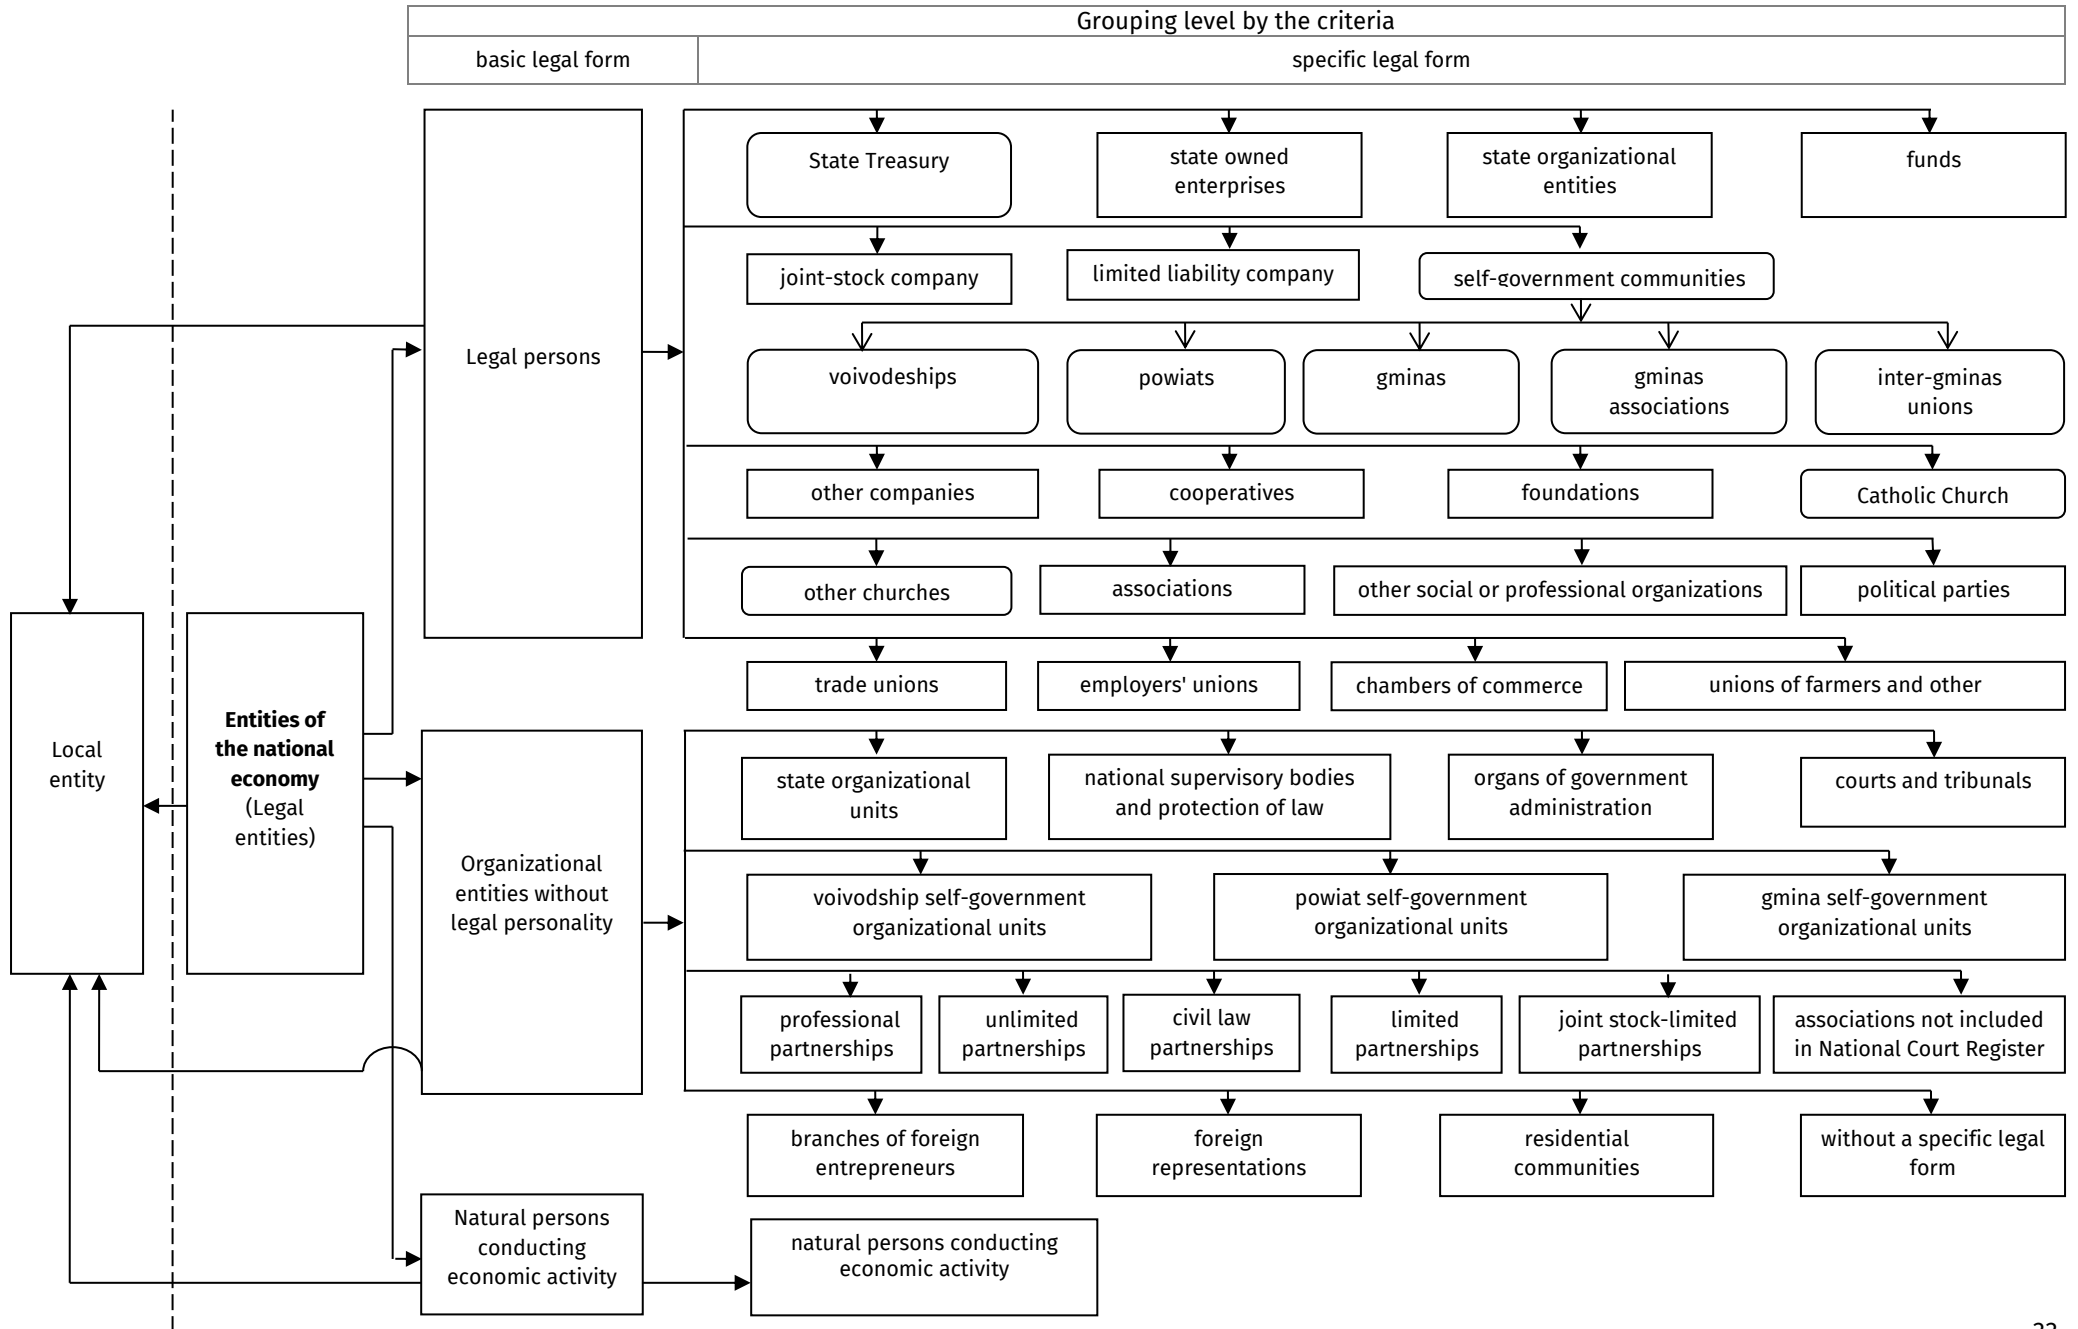 Grouping level by the criteria
basic legal form
specific legal form
State Treasury
state owned
enterprises
state organizational
entities
funds
joint-stock company
limited liability company
self-government communities
Legal persons
voivodeships
powiats
gminas
gminas
associations
inter-gminas
unions
other companies
cooperatives
foundations
Catholic Church
other churches
associations
other social or professional organizations
political parties
trade unions
employers' unions
chambers of commerce
unions of farmers and other
Local
entity
Entities of
the national
economy
(Legal
entities)
Organizational
entities without
legal personality
state organizational
units
national supervisory bodies
and protection of law
organs of government
administration
courts and tribunals
voivodship self-government
organizational units
powiat self-government
organizational units
gmina self-government
organizational units
professional
partnerships
unlimited
partnerships
civil law
partnerships
limited
partnerships
joint stock-limited
partnerships
associations not included
in National Court Register
branches of foreign
entrepreneurs
foreign
representations
residential
communities
without a specific legal
form
Natural persons
conducting
economic activity
natural persons conducting
economic activity